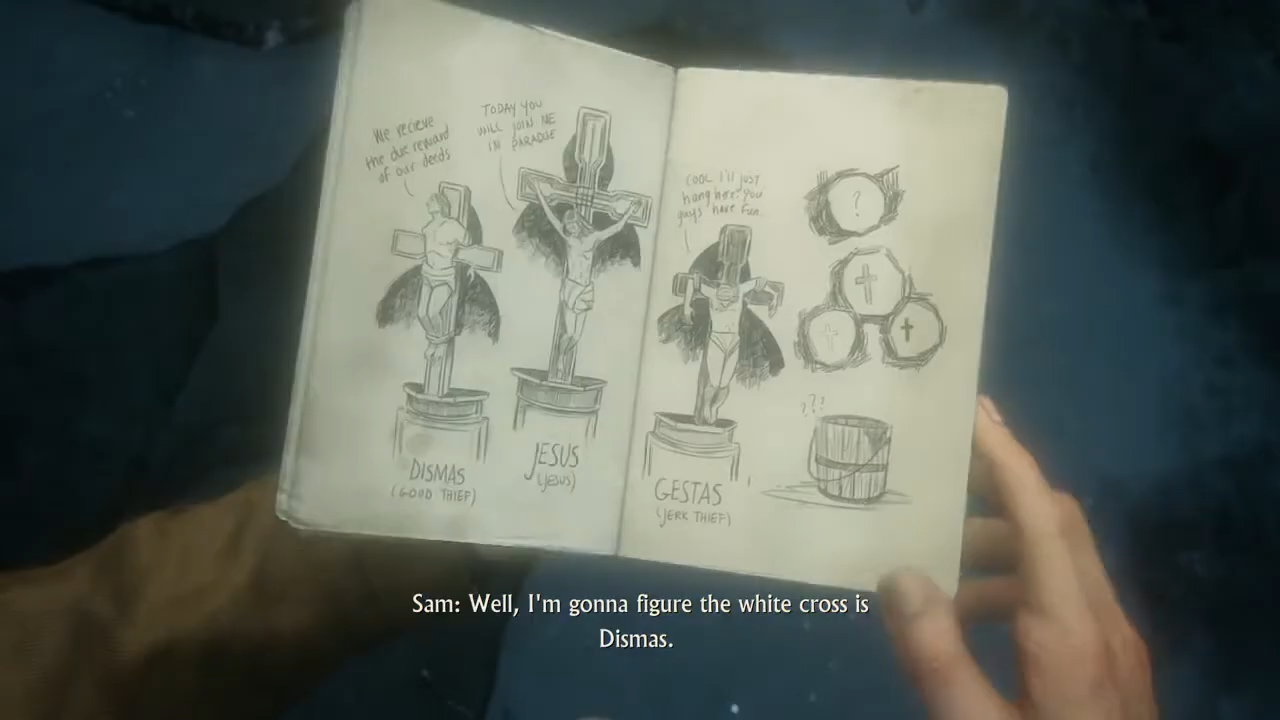 We recieve
the due reward
of our deeds
TODAY YOU
WILL JOIN ME
IN PARADISE
DISMAS
(GOOD THIEF)
JESUS
(JESUS)
COOL I'll JUST
hang here. You
guys have fun.
GESTAS
(JERK THIEF)
?
???
Sam: Well, I'm gonna figure the white cross is
Dismas.